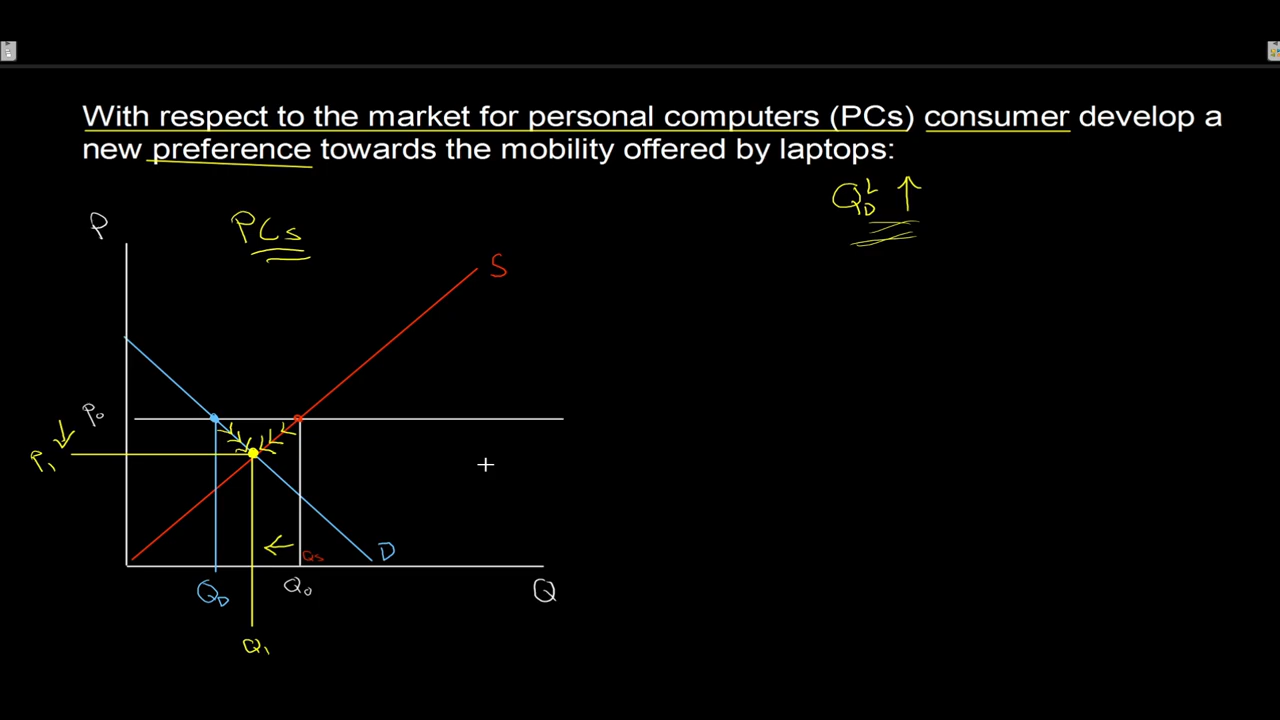 With respect to the market for personal computers (PCs) consumer develop a
new preference towards the mobility offered by laptops:
Q_D^L ↑
P
PCs
S
P₀
P₁
D
Qs
Q_D
Q₀
Q
Q₁